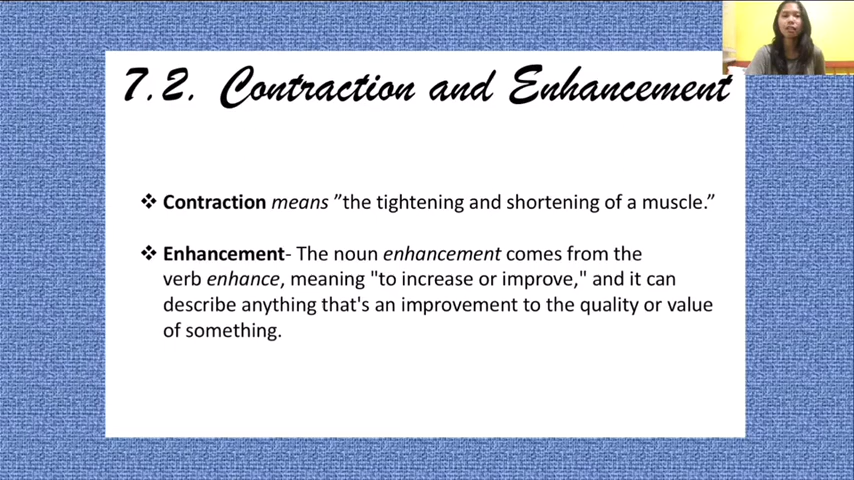 7.2. Contraction and Enhancement
❖ Contraction means ”the tightening and shortening of a muscle.”
❖ Enhancement- The noun enhancement comes from the
verb enhance, meaning "to increase or improve," and it can
describe anything that's an improvement to the quality or value
of something.